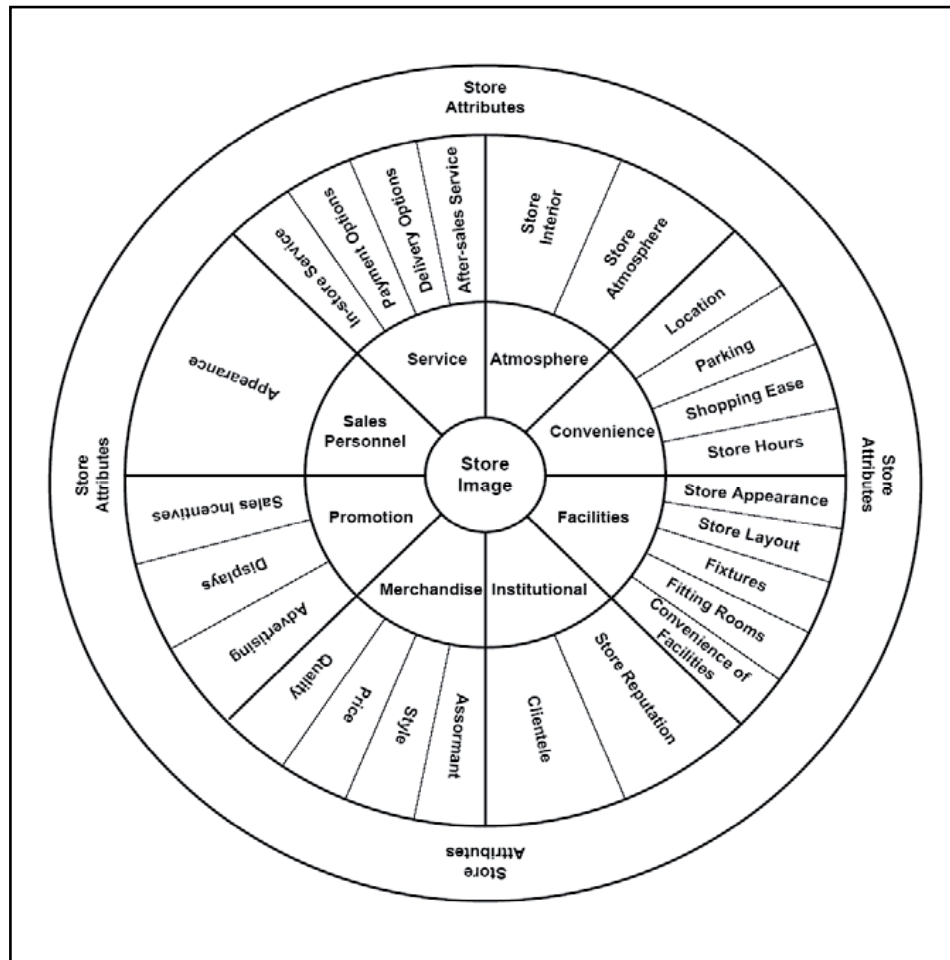 Store
Attributes
Store
Interior
Store
Atmosphere
Location
Parking
Shopping Ease
Store Hours
Store Appearance
Store Layout
Fixtures
Fitting Rooms
Convenience of
Facilities
Store Reputation
Clientele
Assormant
Style
Price
Quality
Advertising
Displays
Sales Incentives
Appearance
In-store Service
Payment Options
Delivery Options
After-sales Service
Atmosphere
Convenience
Facilities
Institutional
Merchandise
Promotion
Sales
Personnel
Service
Store
Image
Store
Attributes
Store
Attributes
Store
Attributes